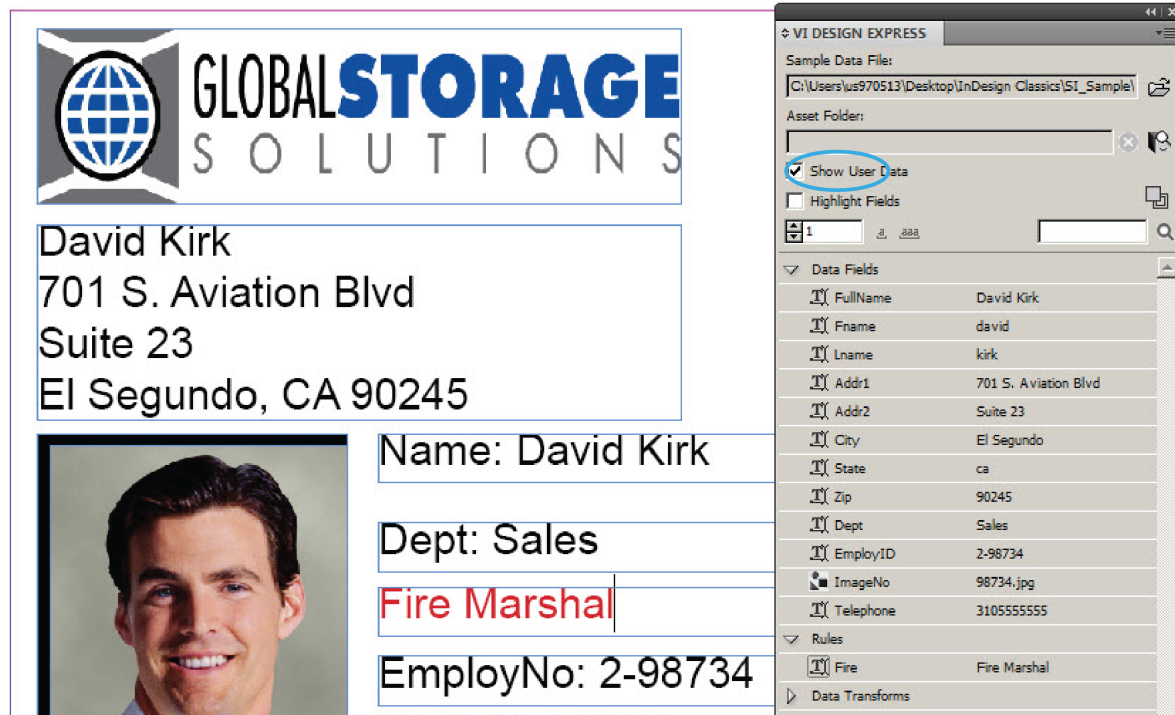 GLOBALSTORAGE
SOLUTIONS
David Kirk
701 S. Aviation Blvd
Suite 23
El Segundo, CA 90245
Name: David Kirk
Dept: Sales
Fire Marshal
EmployNo: 2-98734
VI DESIGN EXPRESS
Sample Data File:
C:\Users\us970513\Desktop\InDesign Classics\SI_Sample\
Asset Folder:
Show User Data
Highlight Fields
1 a aaa
Data Fields
FullName David Kirk
Fname david
Lname kirk
Addr1 701 S. Aviation Blvd
Addr2 Suite 23
City El Segundo
State ca
Zip 90245
Dept Sales
EmployID 2-98734
ImageNo 98734.jpg
Telephone 3105555555
Rules
Fire Fire Marshal
Data Transforms